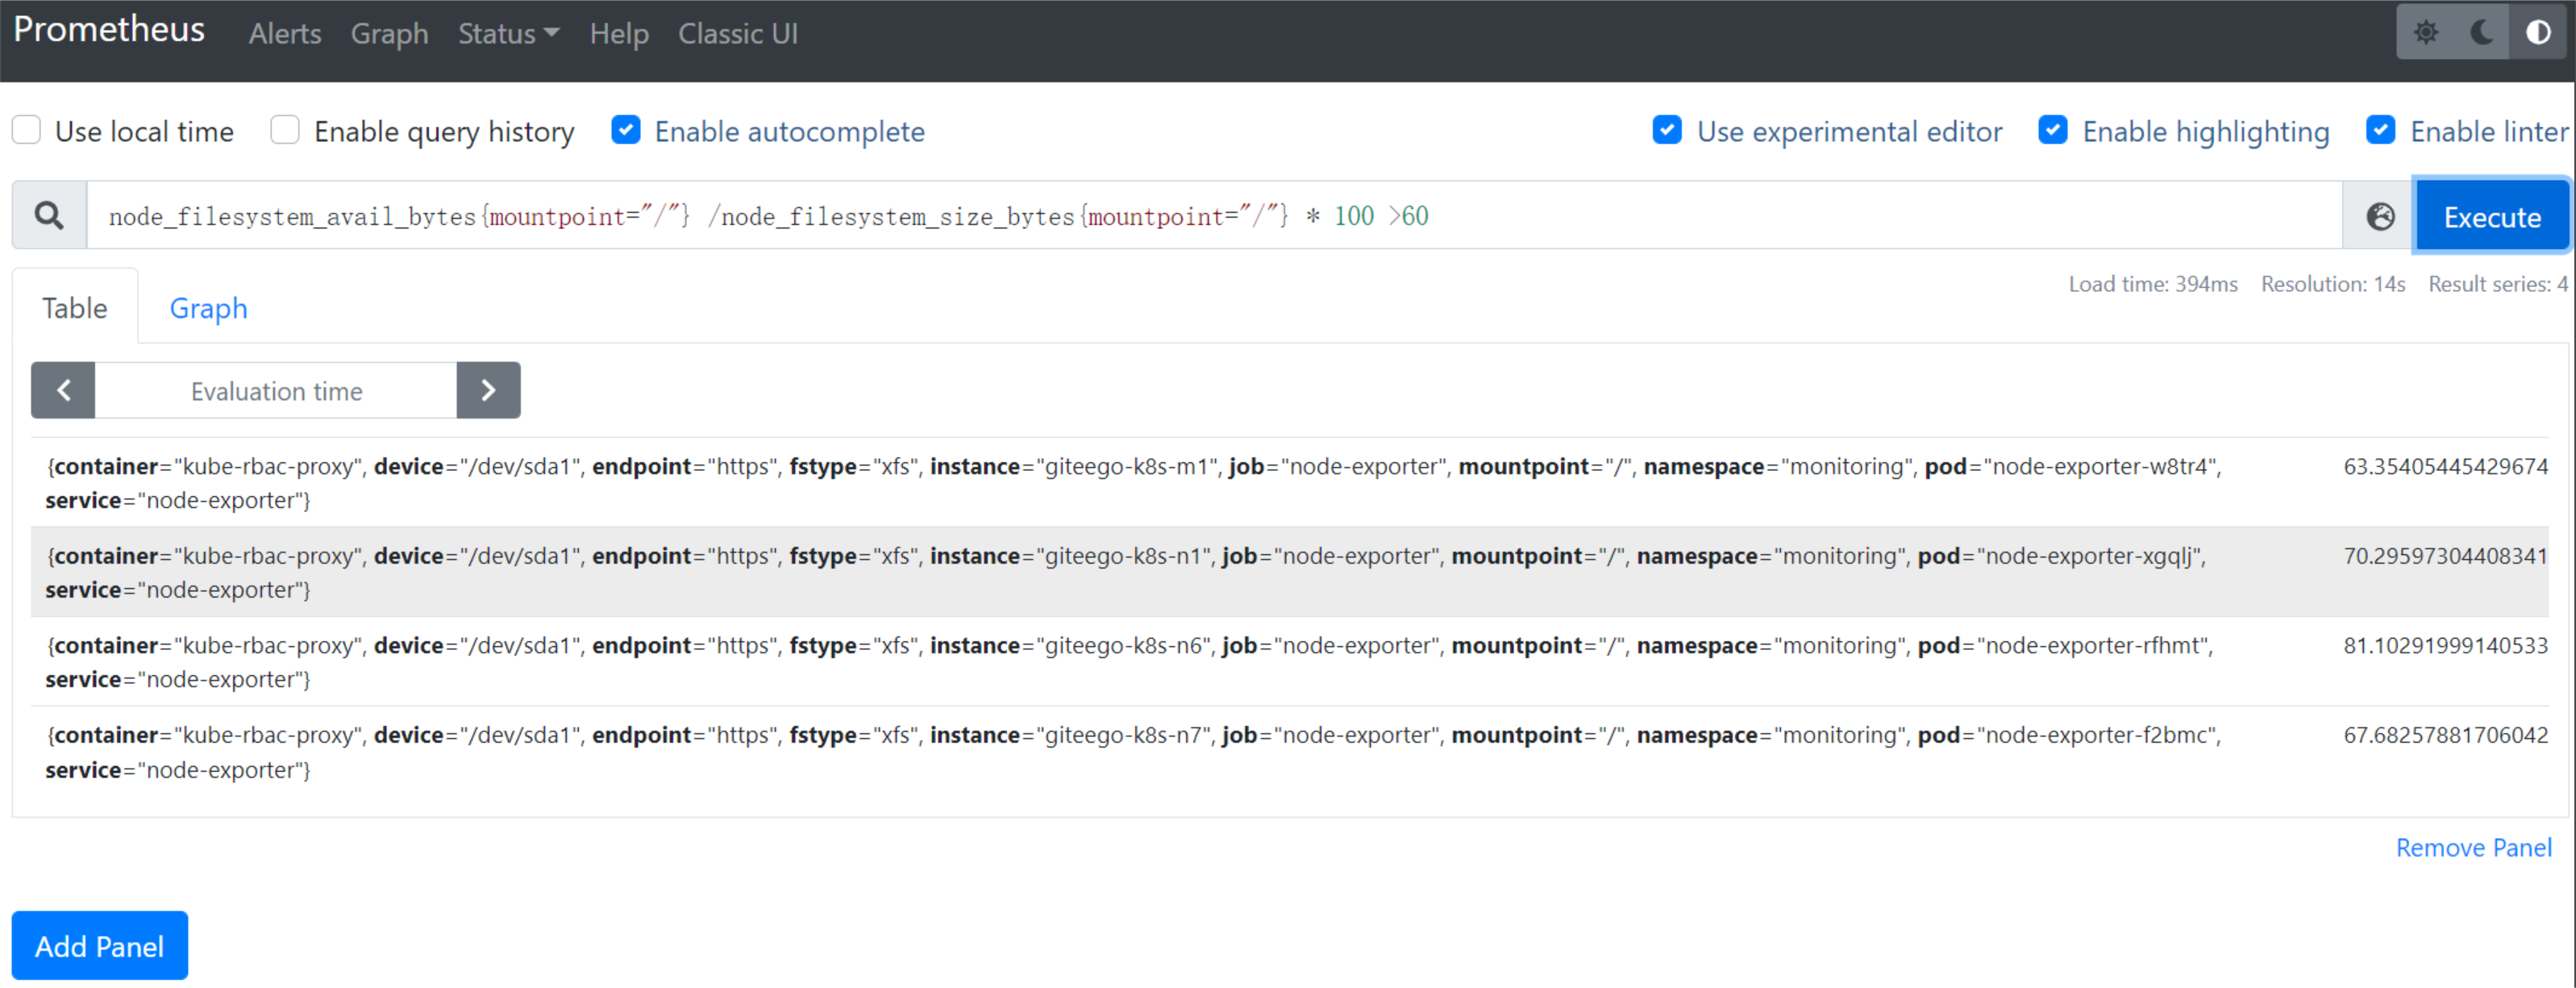 Prometheus Alerts Graph Status Help Classic UI
Use local time Enable query history Enable autocomplete Use experimental editor Enable highlighting Enable linter
node_filesystem_avail_bytes{mountpoint="/"} /node_filesystem_size_bytes{mountpoint="/"} * 100 >60 Execute
Load time: 394ms Resolution: 14s Result series: 4
Table Graph
Evaluation time
{container="kube-rbac-proxy", device="/dev/sda1", endpoint="https", fstype="xfs", instance="giteego-k8s-m1", job="node-exporter", mountpoint="/", namespace="monitoring", pod="node-exporter-w8tr4", 63.35405445429674
service="node-exporter"}
{container="kube-rbac-proxy", device="/dev/sda1", endpoint="https", fstype="xfs", instance="giteego-k8s-n1", job="node-exporter", mountpoint="/", namespace="monitoring", pod="node-exporter-xgqlj", 70.29597304408341
service="node-exporter"}
{container="kube-rbac-proxy", device="/dev/sda1", endpoint="https", fstype="xfs", instance="giteego-k8s-n6", job="node-exporter", mountpoint="/", namespace="monitoring", pod="node-exporter-rfhmt", 81.10291999140533
service="node-exporter"}
{container="kube-rbac-proxy", device="/dev/sda1", endpoint="https", fstype="xfs", instance="giteego-k8s-n7", job="node-exporter", mountpoint="/", namespace="monitoring", pod="node-exporter-f2bmc", 67.68257881706042
service="node-exporter"}
Remove Panel
Add Panel